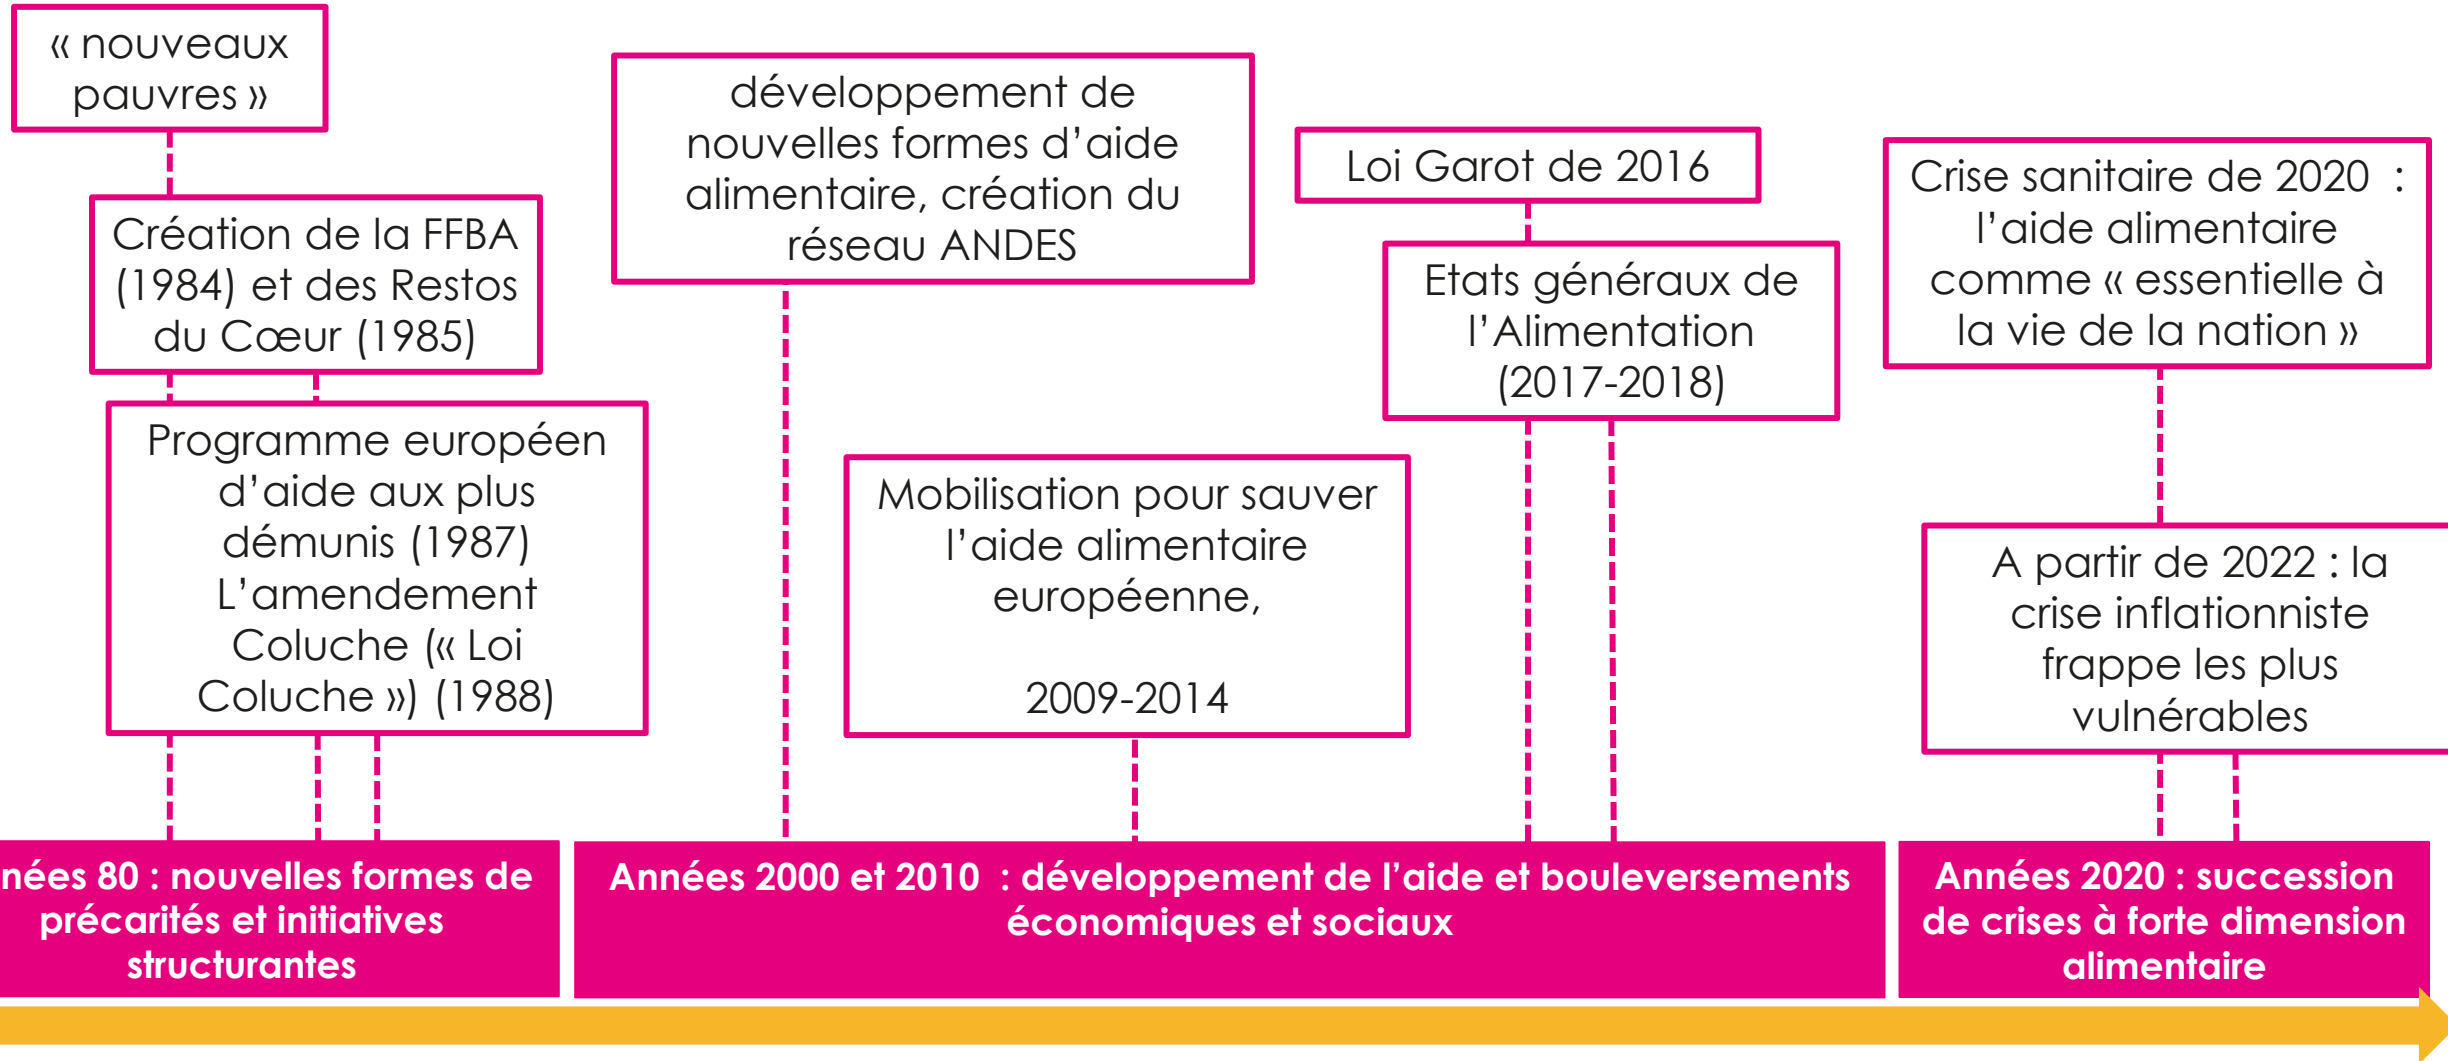 « nouveaux
pauvres »
Création de la FFBA
(1984) et des Restos
du Cœur (1985)
Programme européen
d’aide aux plus
démunis (1987)
L’amendement
Coluche (« Loi
Coluche ») (1988)
développement de
nouvelles formes d’aide
alimentaire, création du
réseau ANDES
Mobilisation pour sauver
l’aide alimentaire
européenne,
2009-2014
Loi Garot de 2016
Etats généraux de
l’Alimentation
(2017-2018)
Crise sanitaire de 2020  :
l’aide alimentaire
comme « essentielle à
la vie de la nation »
A partir de 2022 : la
crise inflationniste
frappe les plus
vulnérables
nées 80 : nouvelles formes de
précarités et initiatives
structurantes
Années 2000 et 2010  : développement de l’aide et bouleversements
économiques et sociaux
Années 2020 : succession
de crises à forte dimension
alimentaire